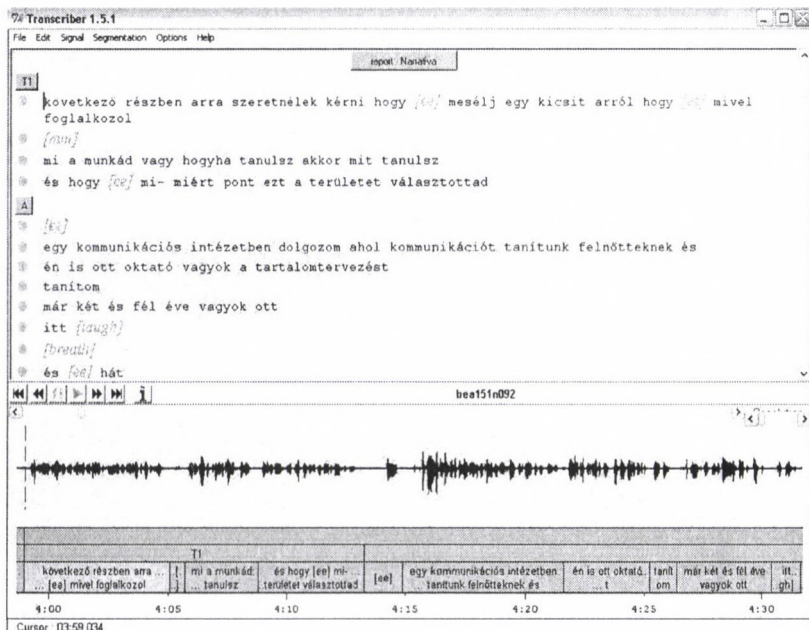 Transcriber 1.5.1
File Edit Signal Segmentation Options Help
report Narratíva
T1
következő részben arra szeretnélek kérni hogy [ee] mesélj egy kicsit arról hogy [ee] mivel
foglalkozol
[mm]
mi a munkád vagy hogyha tanulsz akkor mit tanulsz
és hogy [ee] mi- miért pont ezt a területet választottad
A
[ee]
egy kommunikációs intézetben dolgozom ahol kommunikációt tanítunk felnőtteknek és
én is ott oktató vagyok a tartalomtervezést
tanítom
már két és fél éve vagyok ott
itt [laugh]
[breath]
és [ee] hát
bea151n092
T1
következő részben arra ...
... [ea] mivel foglalkozol
[.
.]
mi a munkád
... tanulsz
és hogy [ee] mi- ...
területet választottad
[ee]
egy kommunikációs intézetben
... tanítunk felnőtteknek és
én is ott oktató...
... t
tanít
om
már két és fél éve
vagyok ott
itt..
gh]
4:00 4:05 4:10 4:15 4:20 4:25 4:30
Cursor : 03:59.034